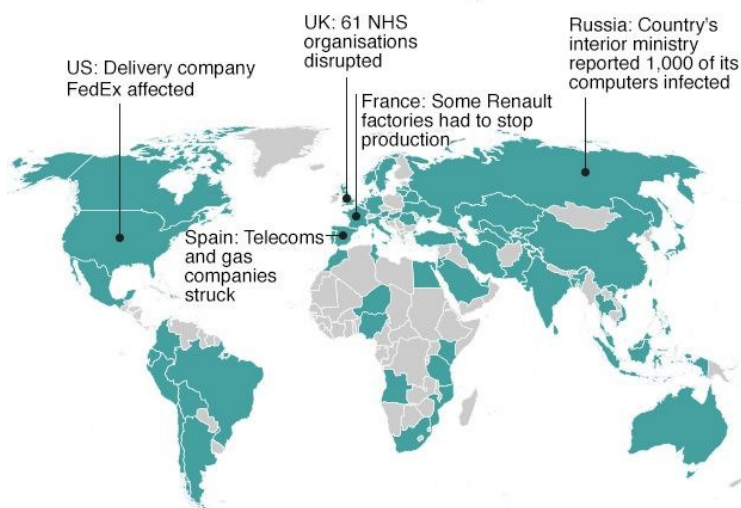 UK: 61 NHS
organisations
disrupted
Russia: Country's
interior ministry
reported 1,000 of its
computers infected
US: Delivery company
FedEx affected
France: Some Renault
factories had to stop
production
Spain: Telecoms
and gas
companies
struck